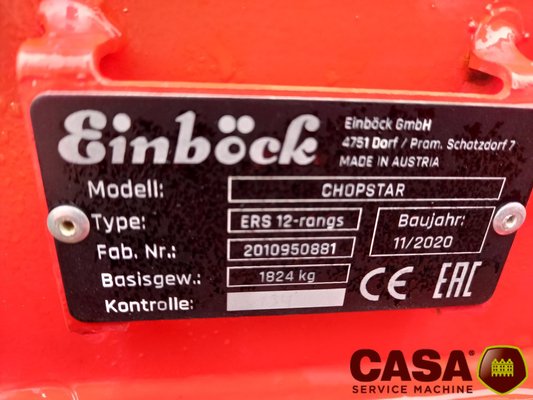 Einböck
Einböck GmbH
4751 Dorf / Pram, Schatzdorf 7
MADE IN AUSTRIA
Modell: CHOPSTAR
Type: ERS 12-rangs
Fab. Nr.: 2010950881
Basisgew.: 1824 kg
Kontrolle:
Baujahr:
11/2020
CE EAC
CASA
SERVICE MACHINE